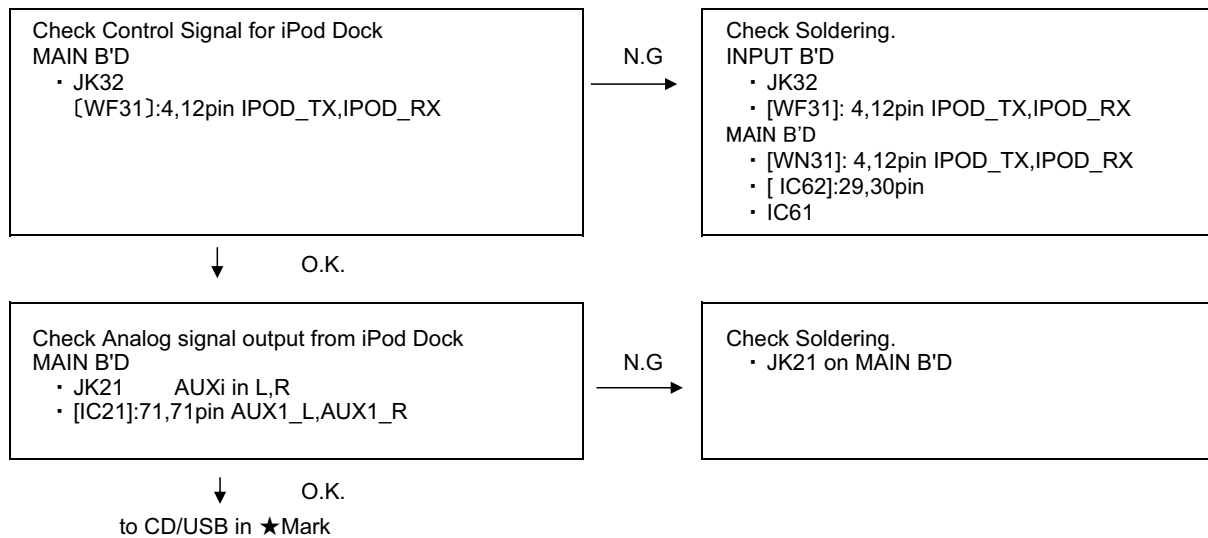 Check Control Signal for iPod Dock
MAIN B'D
・ JK32
〔WF31〕:4,12pin IPOD_TX,IPOD_RX
N.G
Check Soldering.
INPUT B'D
・ JK32
・ [WF31]: 4,12pin IPOD_TX,IPOD_RX
MAIN B’D
・ [WN31]: 4,12pin IPOD_TX,IPOD_RX
・ [ IC62]:29,30pin
・ IC61
O.K.
Check Analog signal output from iPod Dock
MAIN B'D
・ JK21 AUXi in L,R
・ [IC21]:71,71pin AUX1_L,AUX1_R
N.G
Check Soldering.
・ JK21 on MAIN B'D
O.K.
to CD/USB in ★Mark